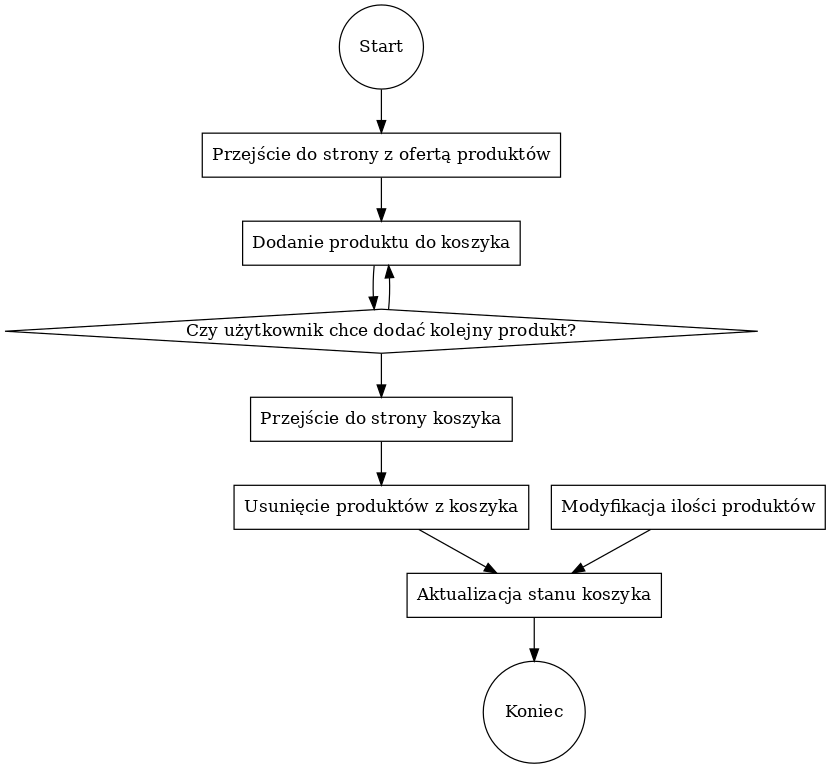 Start
Przejście do strony z ofertą produktów
Dodanie produktu do koszyka
Czy użytkownik chce dodać kolejny produkt?
Przejście do strony koszyka
Usunięcie produktów z koszyka
Modyfikacja ilości produktów
Aktualizacja stanu koszyka
Koniec